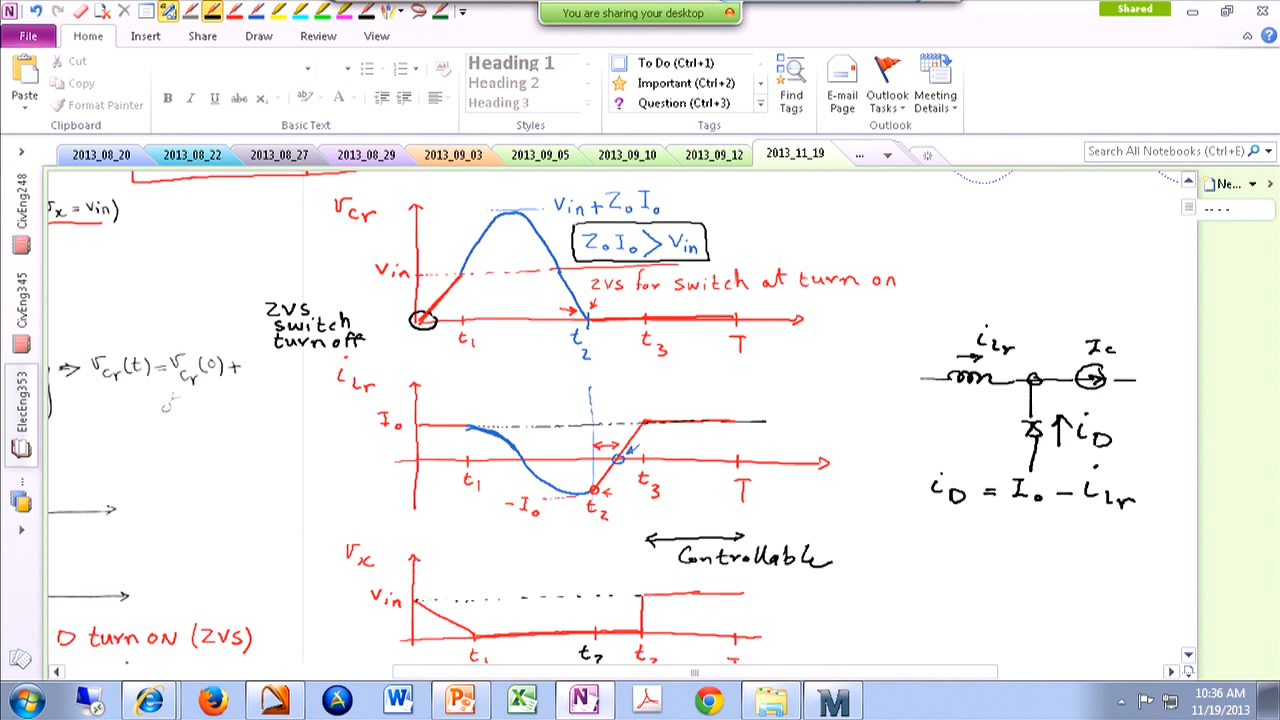 You are sharing your desktop
Shared
File
Home
Insert
Share
Draw
Review
View
Paste
Cut
Copy
Format Painter
Clipboard
B I U abc X₂
A
Basic Text
Heading 1
Heading 2
Heading 3
Styles
To Do (Ctrl+1)
Important (Ctrl+2)
Question (Ctrl+3)
Tags
Find Tags
E-mail Page
Outlook Tasks
Meeting Details
Outlook
2013_08_20
2013_08_22
2013_08_27
2013_08_29
2013_09_03
2013_09_05
2013_09_10
2013_09_12
2013_11_19
...
Search All Notebooks (Ctrl+E)
Ne...
CivEng248
CivEng345
ElecEng353
x = Vin)
Vcr
Vin + Z₀I₀
Z₀I₀ > Vin
Vin
ZVS for switch at turn on
ZVS
switch
turn off
t₁
t₂
t₃
T
⇒ Vcr(t) = Vcr(0) +
iLr
I₀
t₁
t₃
T
-I₀
t₂
Controllable
iLr
iD
iD = I₀ - iLr
Vx
Vin
t₁
D turn on (ZVS)
10:36 AM
11/19/2013